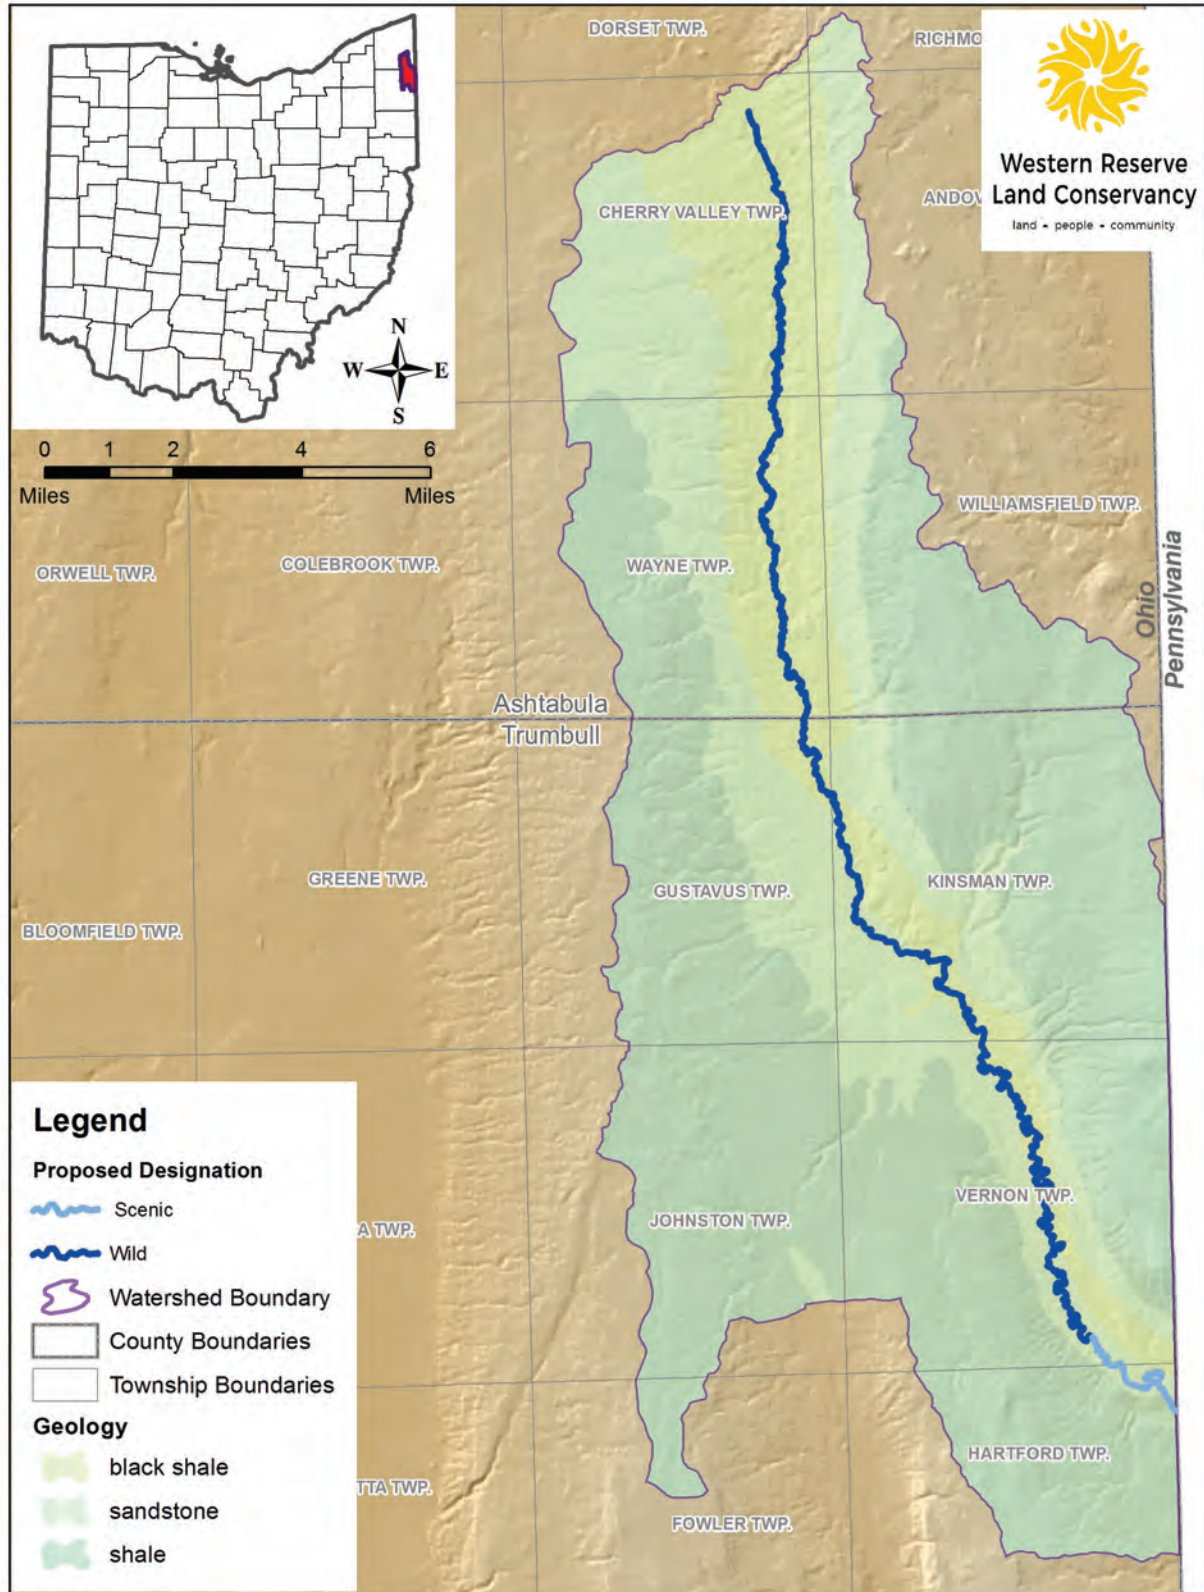 DORSET TWP.
RICHMO
Western Reserve
Land Conservancy
land • people • community
ANDOV
CHERRY VALLEY TWP.
N
W E
S
0 1 2 4 6
Miles Miles
WILLIAMSFIELD TWP.
ORWELL TWP.
COLEBROOK TWP.
WAYNE TWP.
Ohio
Pennsylvania
Ashtabula
Trumbull
GREENE TWP.
GUSTAVUS TWP.
KINSMAN TWP.
BLOOMFIELD TWP.
VERNON TWP.
JOHNSTON TWP.
A TWP.
HARTFORD TWP.
TTA TWP.
FOWLER TWP.
Legend
Proposed Designation
Scenic
Wild
Watershed Boundary
County Boundaries
Township Boundaries
Geology
black shale
sandstone
shale